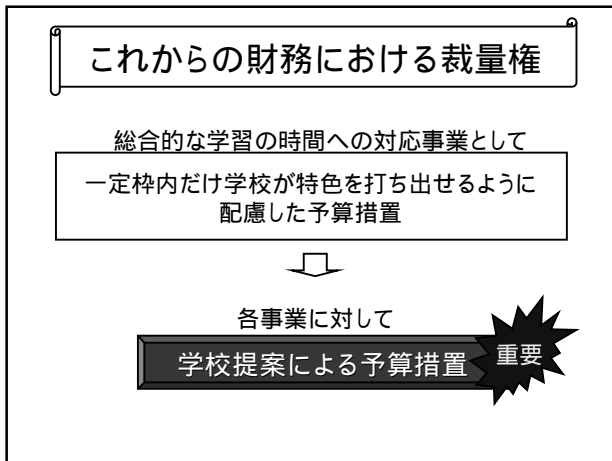 これからの財務における裁量権
総合的な学習の時間への対応事業として
一定枠内だけ学校が特色を打ち出せるように
配慮した予算措置
各事業に対して
学校提案による予算措置
重要